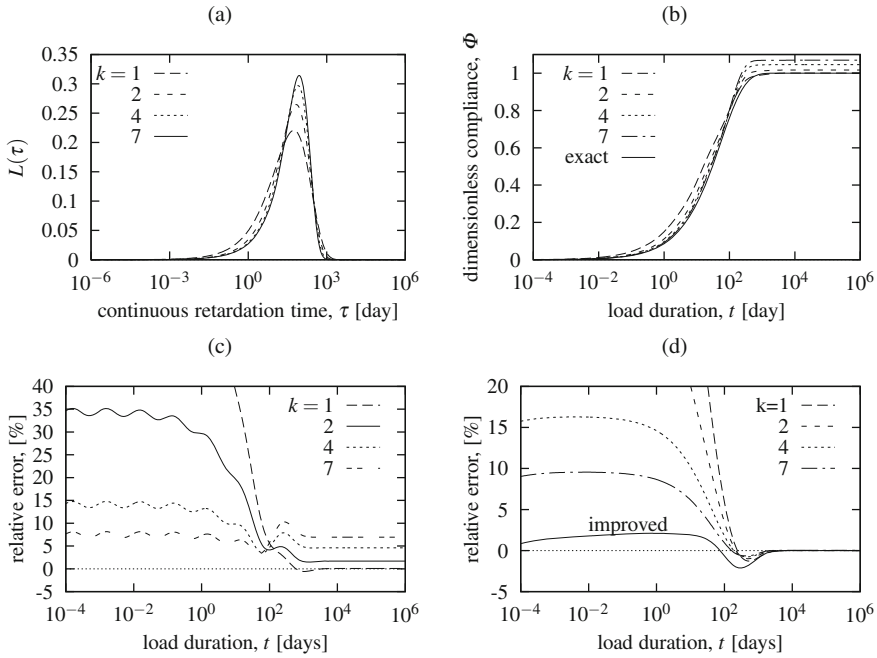 (a)
L(τ)
0.35
0.3
0.25
0.2
0.15
0.1
0.05
0
k = 1
2
4
7
10⁻⁶ 10⁻³ 10⁰ 10³ 10⁶
continuous retardation time, τ [day]
(b)
dimensionless compliance, Φ
1
0.8
0.6
0.4
0.2
0
k = 1
2
4
7
exact
10⁻⁴ 10⁻² 10⁰ 10² 10⁴ 10⁶
load duration, t [day]
(c)
relative error, [%]
40
35
30
25
20
15
10
5
0
-5
k = 1
2
4
7
10⁻⁴ 10⁻² 10⁰ 10² 10⁴ 10⁶
load duration, t [days]
(d)
relative error, [%]
20
15
10
5
0
-5
k=1
2
4
7
improved
10⁻⁴ 10⁻² 10⁰ 10² 10⁴ 10⁶
load duration, t [days]